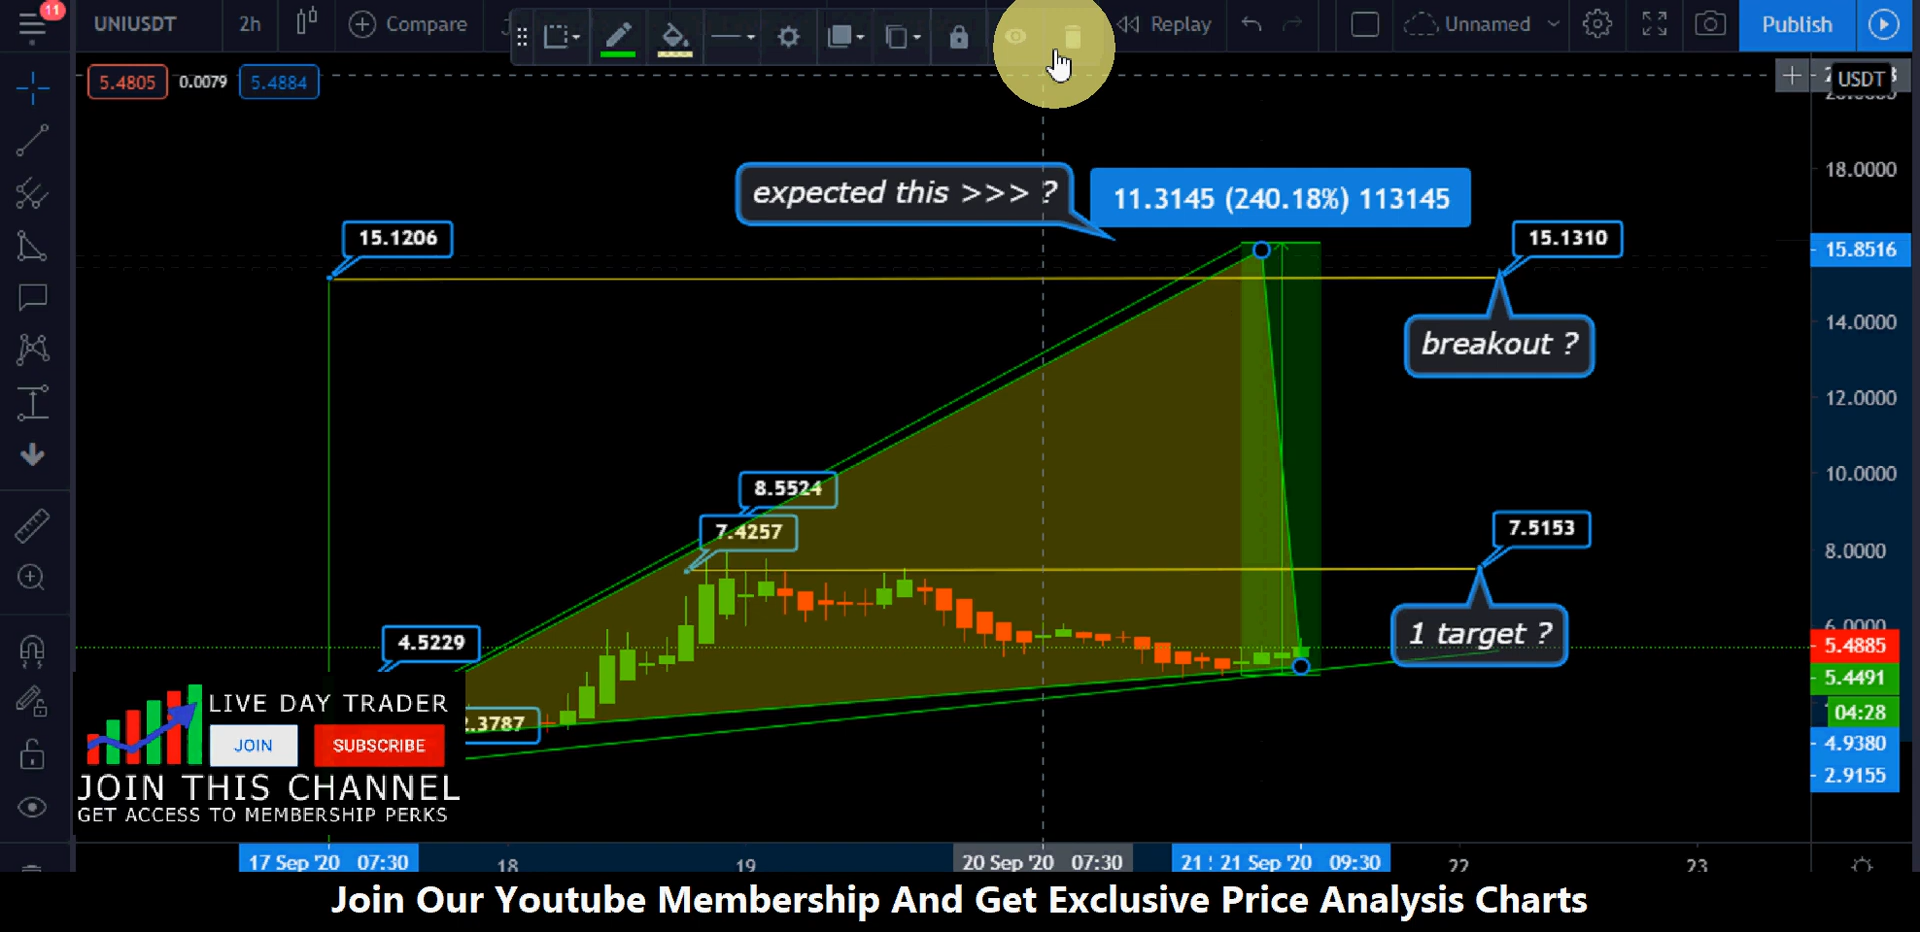 11
UNIUSDT
2h
Compare
Replay
Unnamed
Publish
5.4805
0.0079
5.4884
USDT
18.0000
expected this >>> ?
11.3145 (240.18%) 113145
15.1206
15.1310
15.8516
14.0000
breakout ?
12.0000
10.0000
8.5524
7.4257
7.5153
8.0000
4.5229
1 target ?
6.0000
5.4885
5.4491
04:28
4.9380
2.9155
2.3787
LIVE DAY TRADER
JOIN
SUBSCRIBE
JOIN THIS CHANNEL
GET ACCESS TO MEMBERSHIP PERKS
17 Sep '20 07:30
18
19
20 Sep '20 07:30
21
21 Sep '20 09:30
22
23
Join Our Youtube Membership And Get Exclusive Price Analysis Charts